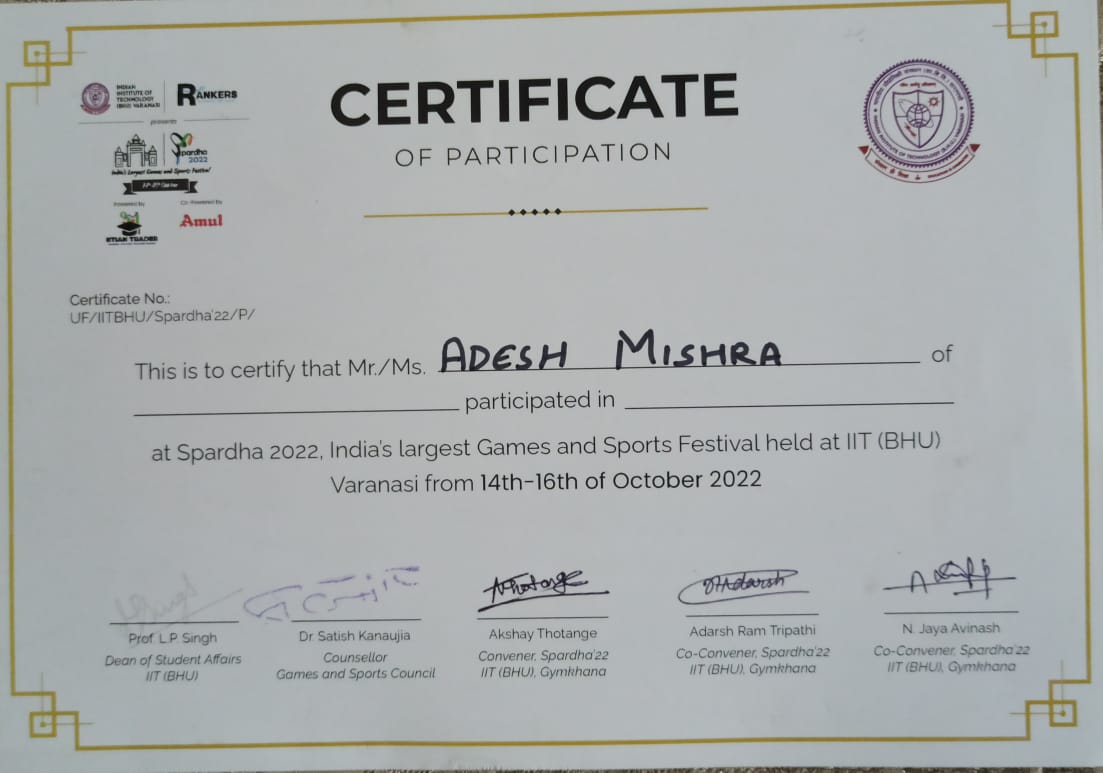 INDIAN
INSTITUTE OF
TECHNOLOGY
(BHU) VARANASI
RANKERS
presents
Spardha
2022
India's Largest Games and Sports Festival
Powered by
Co-Powered by
IITIAN TRADER
Amul
CERTIFICATE
OF PARTICIPATION
Certificate No.:
UF/IITBHU/Spardha'22/P/
This is to certify that Mr./Ms. ADESH MISHRA of
participated in
at Spardha 2022, India's largest Games and Sports Festival held at IIT (BHU)
Varanasi from 14th-16th of October 2022
Prof. L.P. Singh
Dean of Student Affairs
IIT (BHU)
Dr. Satish Kanaujia
Counsellor
Games and Sports Council
AThotange
Akshay Thotange
Convener, Spardha'22
IIT (BHU), Gymkhana
Adarsh Ram Tripathi
Co-Convener, Spardha'22
IIT (BHU), Gymkhana
N. Jaya Avinash
Co-Convener, Spardha'22
IIT (BHU), Gymkhana